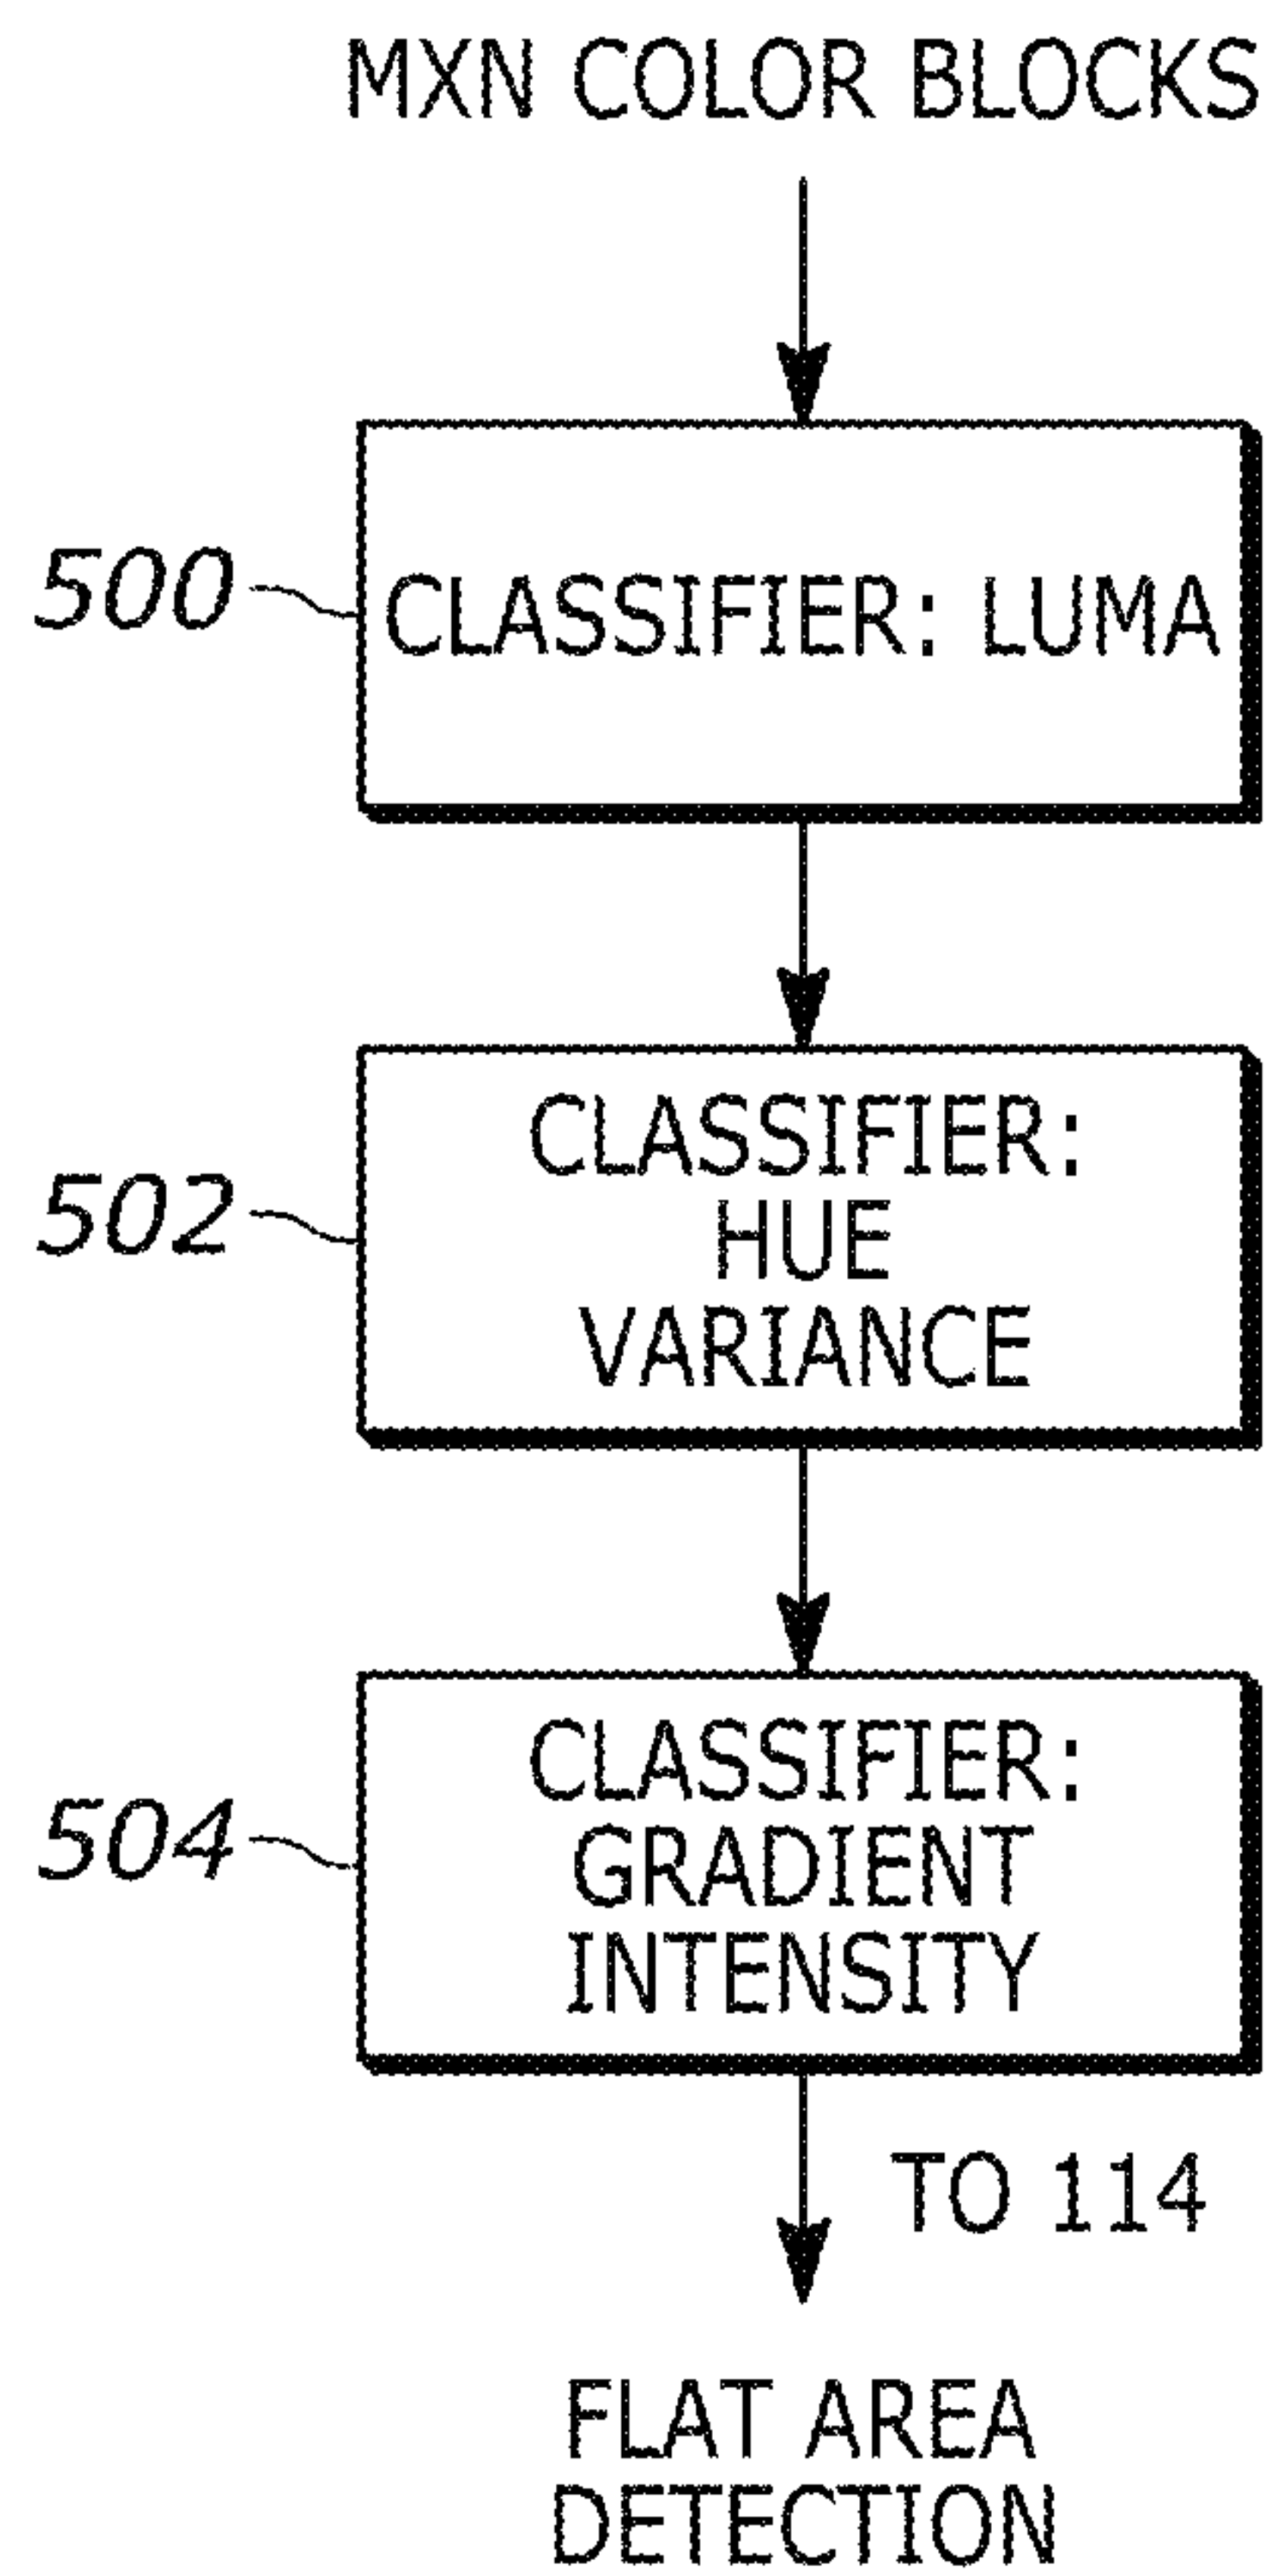 MXN COLOR BLOCKS
500
CLASSIFIER: LUMA
502
CLASSIFIER:
HUE
VARIANCE
504
CLASSIFIER:
GRADIENT
INTENSITY
TO 114
FLAT AREA
DETECTION